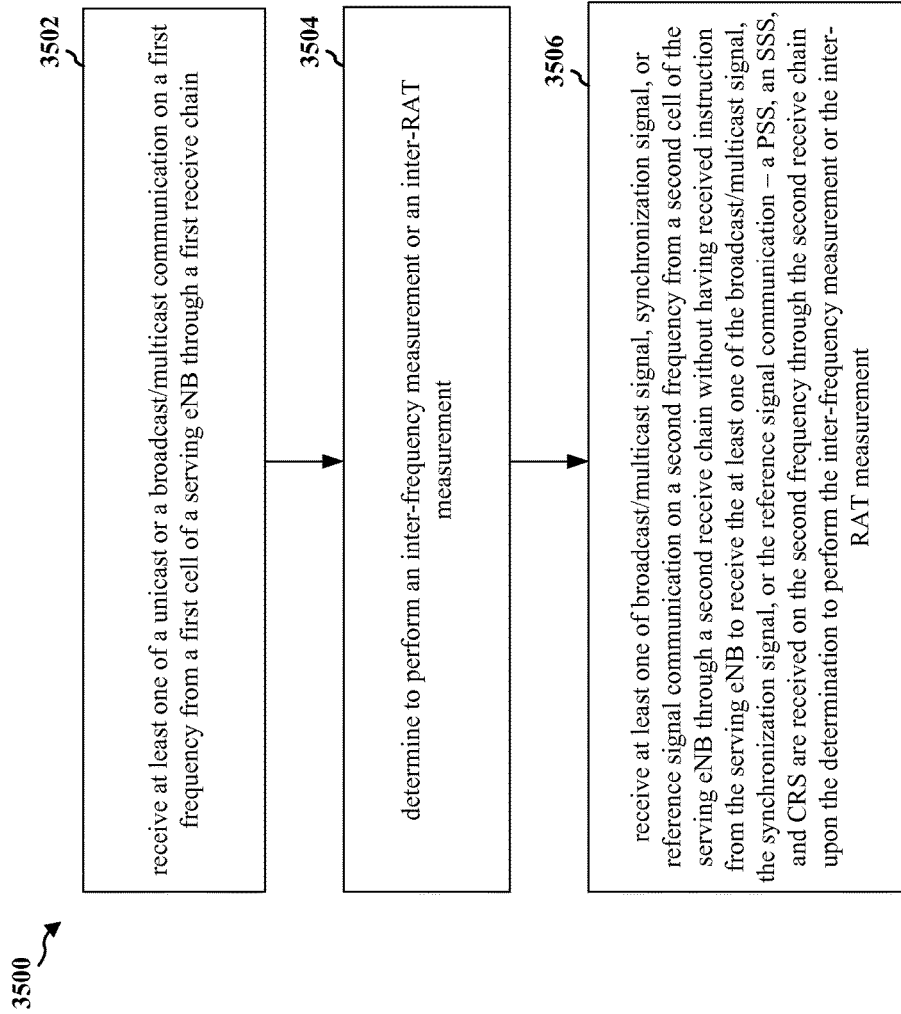 3500
3502
receive at least one of a unicast or a broadcast/multicast communication on a first
frequency from a first cell of a serving eNB through a first receive chain
3504
determine to perform an inter-frequency measurement or an inter-RAT
measurement
3506
receive at least one of broadcast/multicast signal, synchronization signal, or
reference signal communication on a second frequency from a second cell of the
serving eNB through a second receive chain without having received instruction
from the serving eNB to receive the at least one of the broadcast/multicast signal,
the synchronization signal, or the reference signal communication – a PSS, an SSS,
and CRS are received on the second frequency through the second receive chain
upon the determination to perform the inter-frequency measurement or the inter-
RAT measurement